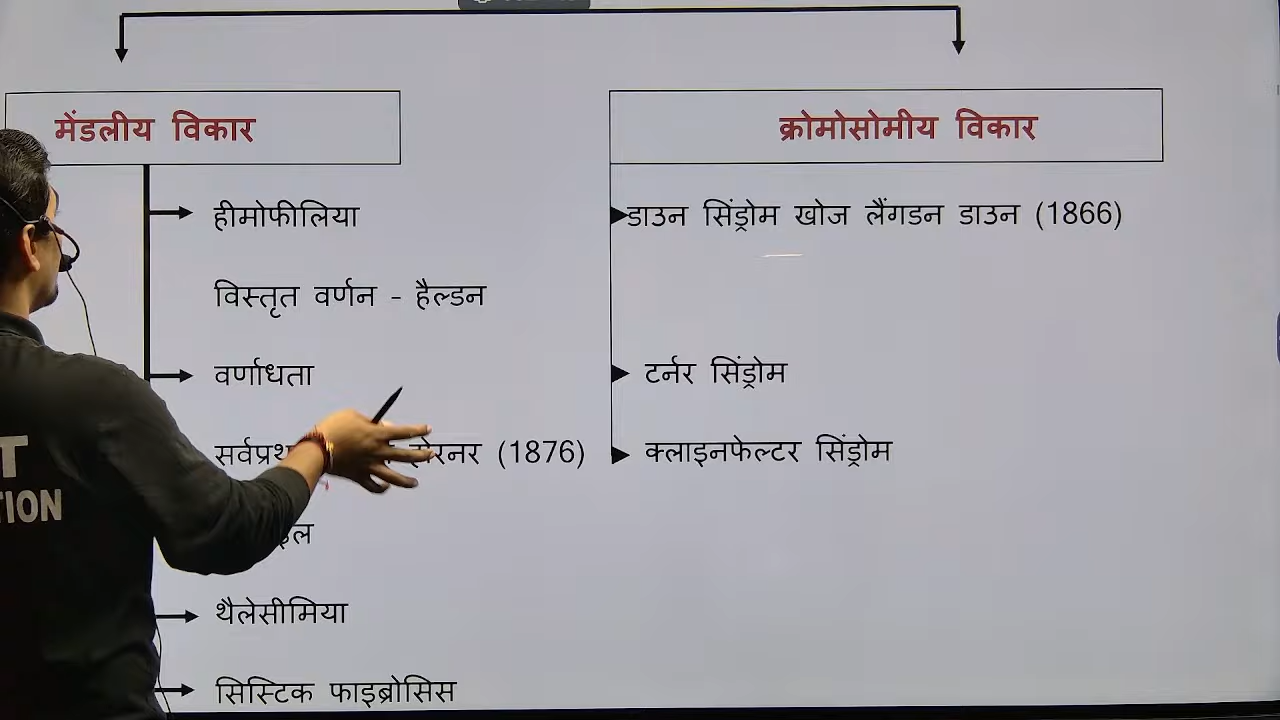 मेंडलीय विकार
हीमोफीलिया
विस्तृत वर्णन - हैल्डन
वर्णाधता
(1876)
थैलेसीमिया
सिस्टिक फाइब्रोसिस
क्रोमोसोमीय विकार
डाउन सिंड्रोम खोज लैंगडन डाउन (1866)
टर्नर सिंड्रोम
क्लाइनफेल्टर सिंड्रोम